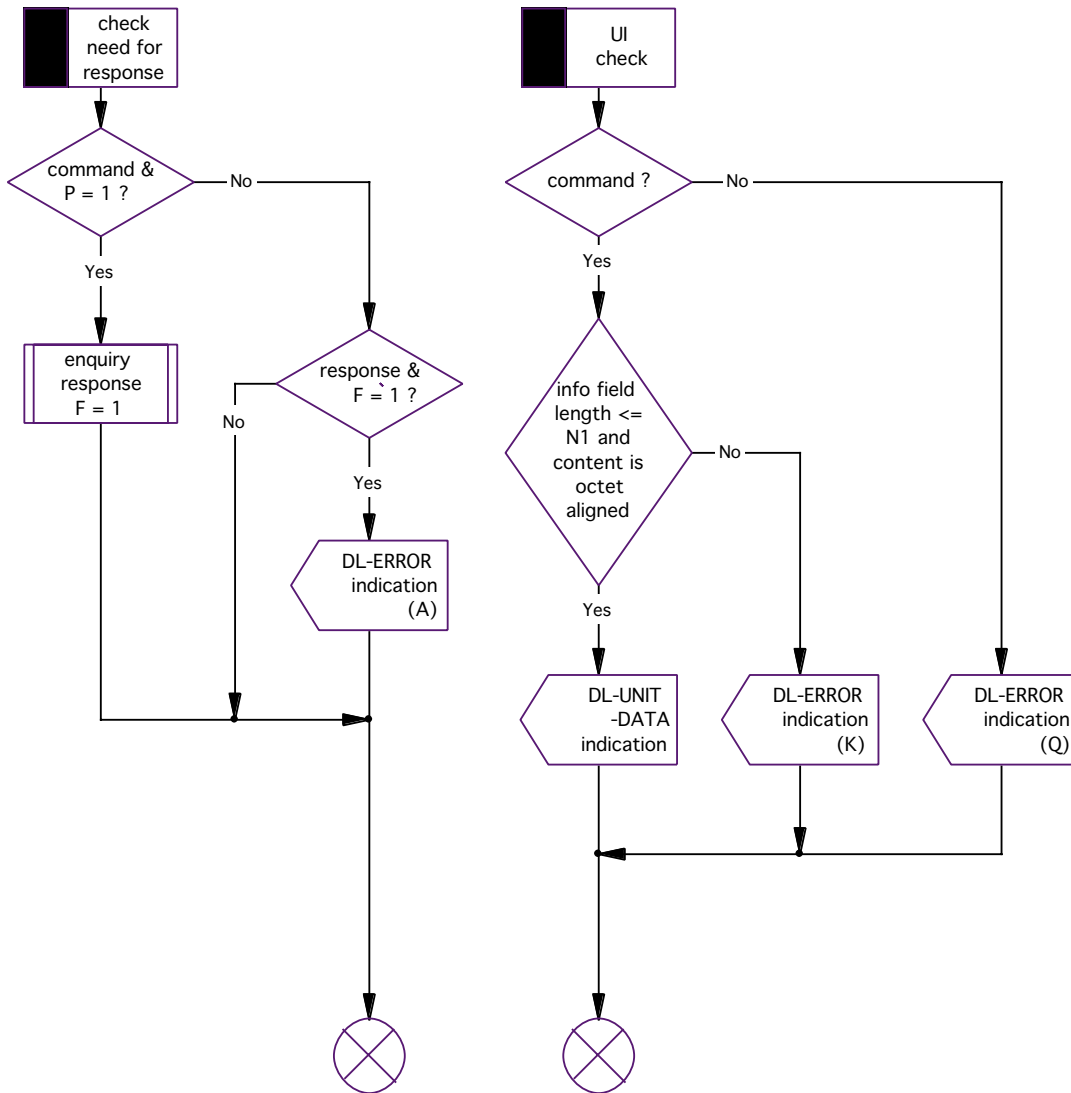 check
need for
response
command &
P = 1 ?
No
Yes
enquiry
response
F = 1
response &
F = 1 ?
No
Yes
DL-ERROR
indication
(A)
UI
check
command ?
No
Yes
info field
length <=
N1 and
content is
octet
aligned
No
Yes
DL-UNIT
-DATA
indication
DL-ERROR
indication
(K)
DL-ERROR
indication
(Q)